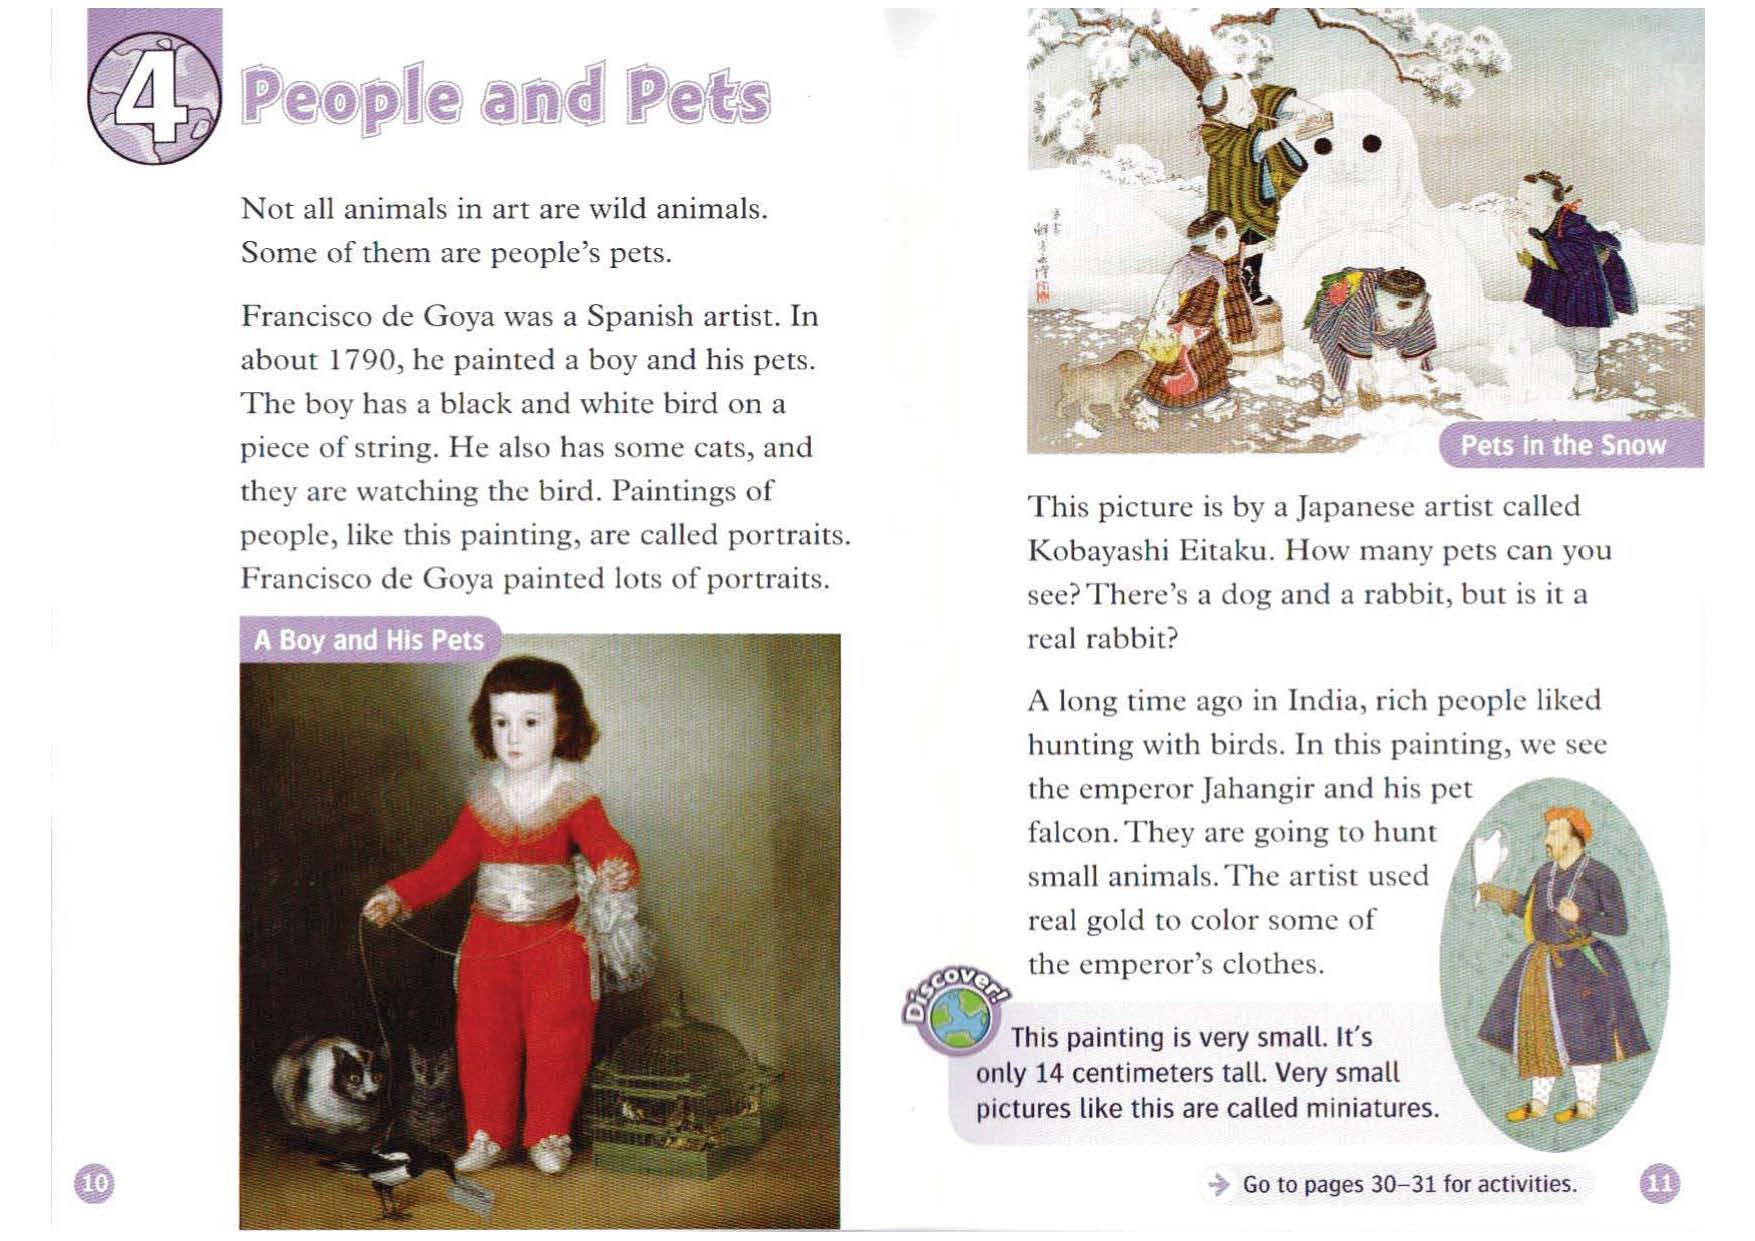 4
People and Pets
Not all animals in art are wild animals.
Some of them are people's pets.
Francisco de Goya was a Spanish artist. In
about 1790, he painted a boy and his pets.
The boy has a black and white bird on a
piece of string. He also has some cats, and
they are watching the bird. Paintings of
people, like this painting, are called portraits.
Francisco de Goya painted lots of portraits.
A Boy and His Pets
10
Pets in the Snow
This picture is by a Japanese artist called
Kobayashi Eitaku. How many pets can you
see? There's a dog and a rabbit, but is it a
real rabbit?
A long time ago in India, rich people liked
hunting with birds. In this painting, we see
the emperor Jahangir and his pet
falcon. They are going to hunt
small animals. The artist used
real gold to color some of
the emperor's clothes.
Discover!
This painting is very small. It's
only 14 centimeters tall. Very small
pictures like this are called miniatures.
→ Go to pages 30–31 for activities.
11